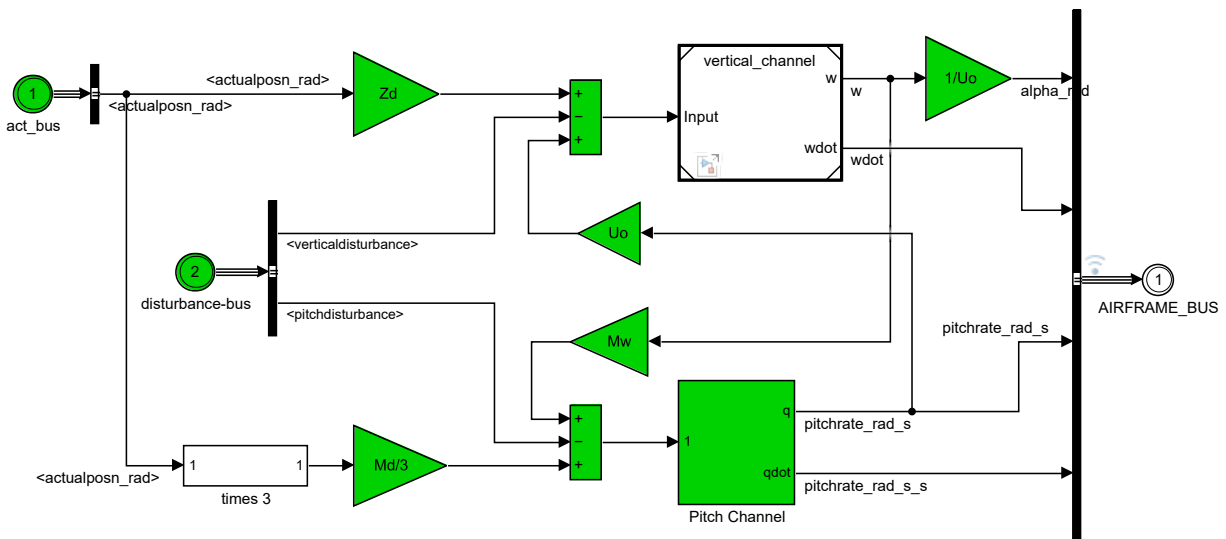 1
act_bus
<actualposn_rad>
<actualposn_rad>
Zd
+
−
+
vertical_channel
Input
w
w
wdot
wdot
1/Uo
alpha_rad
Uo
<verticaldisturbance>
2
disturbance-bus
<pitchdisturbance>
Mw
pitchrate_rad_s
1
AIRFRAME_BUS
+
−
+
1
q
pitchrate_rad_s
qdot
pitchrate_rad_s_s
Pitch Channel
<actualposn_rad>
1
1
times 3
Md/3